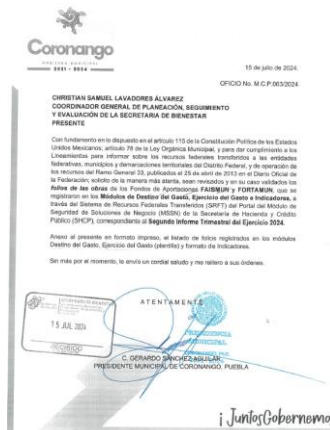 Coronango
GOBIERNO MUNICIPAL
2021 - 2024
15 de julio de 2024.
OFICIO No. M.C.P.063/2024
CHRISTIAN SAMUEL LAVADORES ÁLVAREZ
COORDINADOR GENERAL DE PLANEACIÓN, SEGUIMIENTO
Y EVALUACIÓN DE LA SECRETARIA DE BIENESTAR
PRESENTE
Con fundamento en lo dispuesto en el artículo 115 de la Constitución Política de los Estados
Unidos Mexicanos; artículo 78 de la Ley Orgánica Municipal, y para dar cumplimiento a los
Lineamientos para informar sobre los recursos federales transferidos a las entidades
federativas, municipios y demarcaciones territoriales del Distrito Federal, y de operación de
los recursos del Ramo General 33, publicados el 25 de abril de 2013 en el Diario Oficial de
la Federación; solicito de la manera más atenta, sean revisados y en su caso validados los
folios de las obras de los Fondos de Aportaciones FAISMUN y FORTAMUN, que se
registraron en los Módulos de Destino del Gasto, Ejercicio del Gasto e Indicadores, a
través del Sistema de Recursos Federales Transferidos (SRFT) del Portal del Módulo de
Seguridad de Soluciones de Negocio (MSSN) de la Secretaría de Hacienda y Crédito
Público (SHCP), correspondiente al Segundo Informe Trimestral del Ejercicio 2024.
Anexo al presente en formato impreso, el listado de folios registrados en los módulos
Destino del Gasto, Ejercicio del Gasto (plantilla) y formato de Indicadores.
Sin más por el momento, le envío un cordial saludo y me reitero a sus órdenes.
ATENTAMENTE
15 JUL 2024
RECIBIDO
PRESIDENCIA
MUNICIPAL
C. GERARDO SÁNCHEZ AGUILAR
PRESIDENTE MUNICIPAL DE CORONANGO, PUEBLA
¡JuntosGobernemo